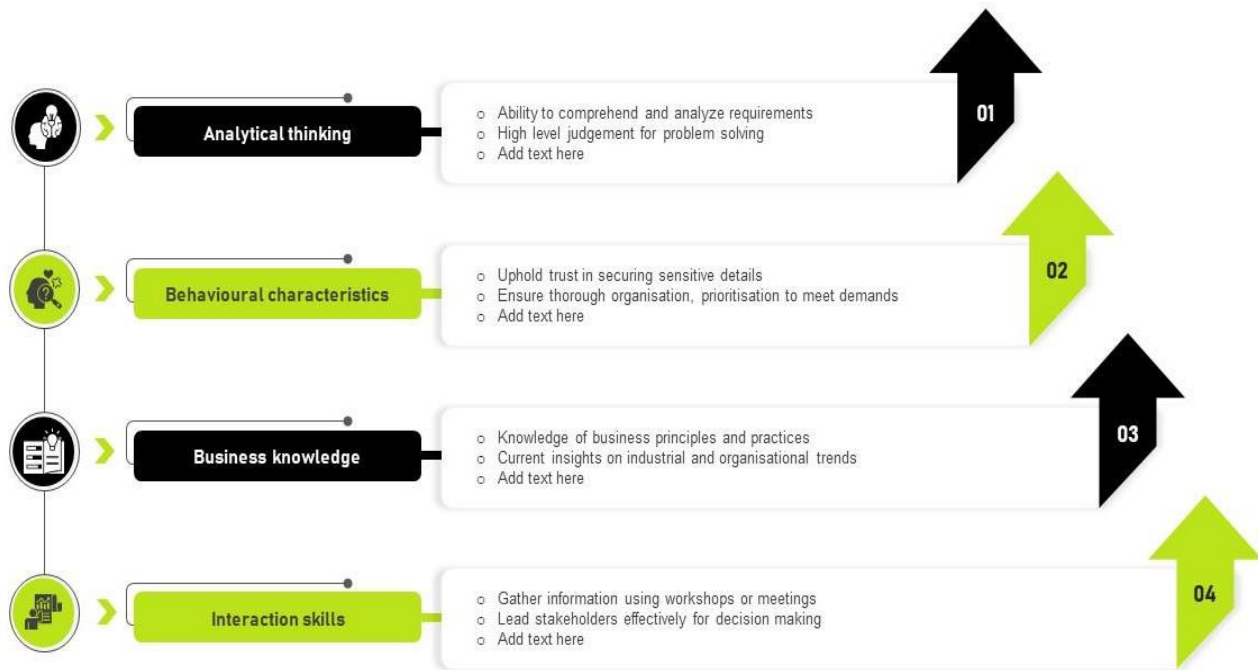 Analytical thinking
o Ability to comprehend and analyze requirements
o High level judgement for problem solving
o Add text here
01
Behavioural characteristics
o Uphold trust in securing sensitive details
o Ensure thorough organisation, prioritisation to meet demands
o Add text here
02
Business knowledge
o Knowledge of business principles and practices
o Current insights on industrial and organisational trends
o Add text here
03
Interaction skills
o Gather information using workshops or meetings
o Lead stakeholders effectively for decision making
o Add text here
04